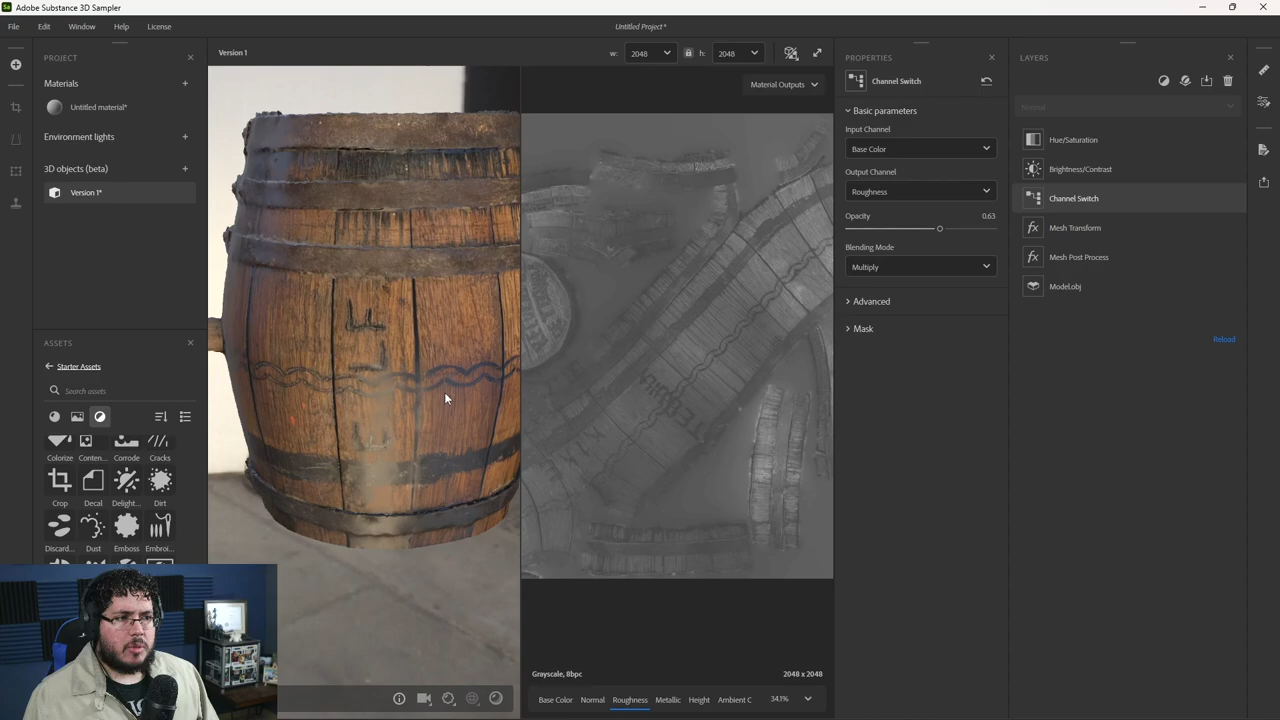 Sa Adobe Substance 3D Sampler
File Edit Window Help License
Untitled Project*
PROJECT
Materials
Untitled material*
Environment lights
3D objects (beta)
Version 1*
ASSETS
Starter Assets
Search assets
Colorize Conten... Corrode Cracks
Crop Decal Delight... Dirt
Discard... Dust Emboss Embroi...
Version 1
w: 2048 h: 2048
Material Outputs
Grayscale, 8bpc
2048 x 2048
Base Color Normal Roughness Metallic Height Ambient C 34.1%
PROPERTIES
Channel Switch
Basic parameters
Input Channel
Base Color
Output Channel
Roughness
Opacity 0.63
Blending Mode
Multiply
Advanced
Mask
LAYERS
Normal
Hue/Saturation
Brightness/Contrast
Channel Switch
Mesh Transform
Mesh Post Process
Model.obj
Reload